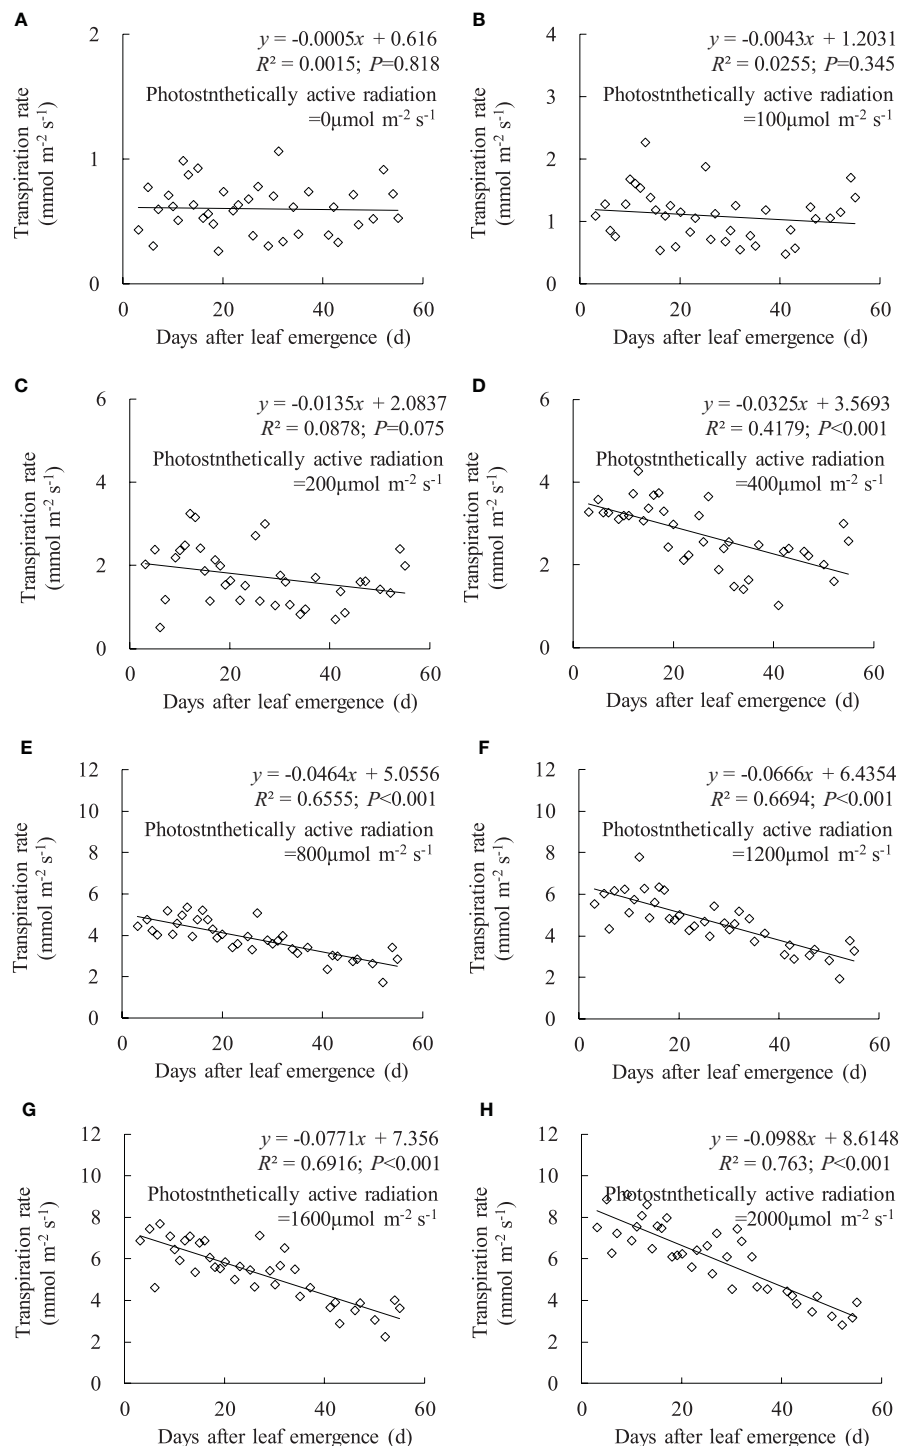 A
y = -0.0005x + 0.616
R² = 0.0015; P=0.818
Photostnthetically active radiation
=0μmol m⁻² s⁻¹
Transpiration rate
(mmol m⁻² s⁻¹)
2
1
0
0 20 40 60
Days after leaf emergence (d)
B
y = -0.0043x + 1.2031
R² = 0.0255; P=0.345
Photostnthetically active radiation
=100μmol m⁻² s⁻¹
Transpiration rate
(mmol m⁻² s⁻¹)
4
3
2
1
0
0 20 40 60
Days after leaf emergence (d)
C
y = -0.0135x + 2.0837
R² = 0.0878; P=0.075
Photostnthetically active radiation
=200μmol m⁻² s⁻¹
Transpiration rate
(mmol m⁻² s⁻¹)
6
4
2
0
0 20 40 60
Days after leaf emergence (d)
D
y = -0.0325x + 3.5693
R² = 0.4179; P<0.001
Photostnthetically active radiation
=400μmol m⁻² s⁻¹
Transpiration rate
(mmol m⁻² s⁻¹)
6
4
2
0
0 20 40 60
Days after leaf emergence (d)
E
y = -0.0464x + 5.0556
R² = 0.6555; P<0.001
Photostnthetically active radiation
=800μmol m⁻² s⁻¹
Transpiration rate
(mmol m⁻² s⁻¹)
12
10
8
6
4
2
0
0 20 40 60
Days after leaf emergence (d)
F
y = -0.0666x + 6.4354
R² = 0.6694; P<0.001
Photostnthetically active radiation
=1200μmol m⁻² s⁻¹
Transpiration rate
(mmol m⁻² s⁻¹)
12
10
8
6
4
2
0
0 20 40 60
Days after leaf emergence (d)
G
y = -0.0771x + 7.356
R² = 0.6916; P<0.001
Photostnthetically active radiation
=1600μmol m⁻² s⁻¹
Transpiration rate
(mmol m⁻² s⁻¹)
12
10
8
6
4
2
0
0 20 40 60
Days after leaf emergence (d)
H
y = -0.0988x + 8.6148
R² = 0.763; P<0.001
Photostnthetically active radiation
=2000μmol m⁻² s⁻¹
Transpiration rate
(mmol m⁻² s⁻¹)
12
10
8
6
4
2
0
0 20 40 60
Days after leaf emergence (d)